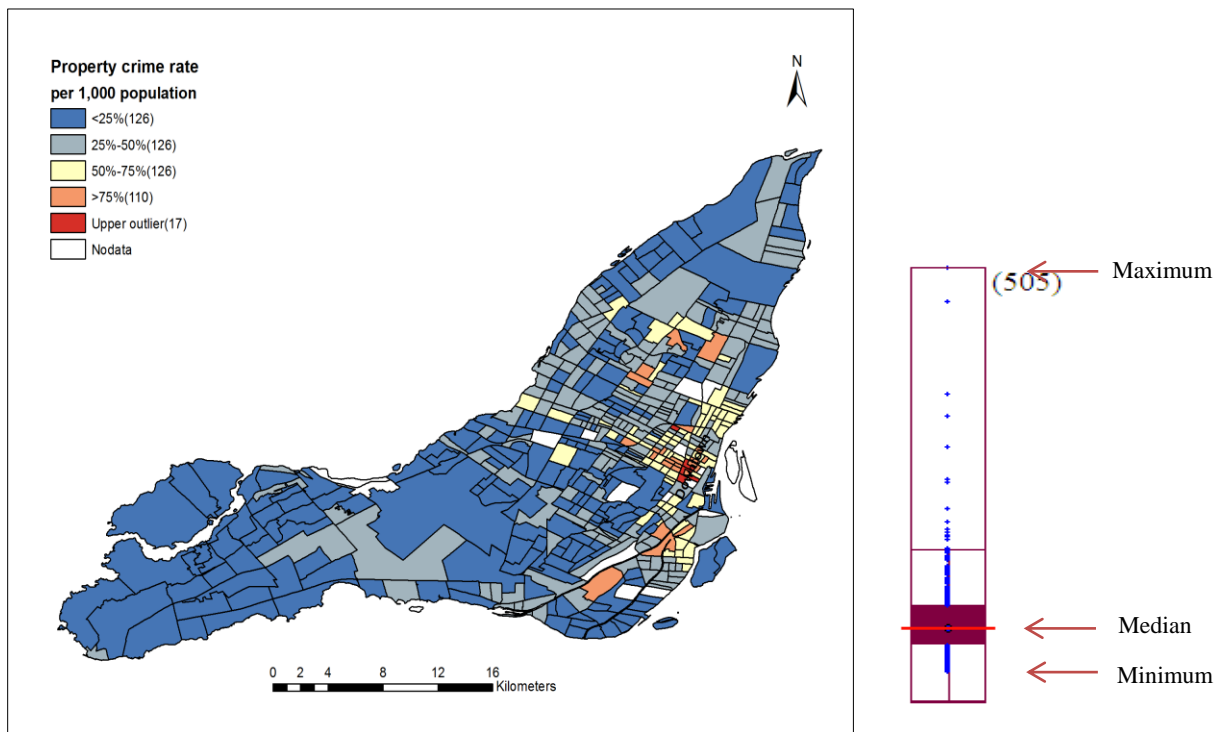 Property crime rate
per 1,000 population
<25%(126)
25%-50%(126)
50%-75%(126)
>75%(110)
Upper outlier(17)
Nodata
N
Downtown
0 2 4 8 12 16
Kilometers
(505)
Maximum
Median
Minimum